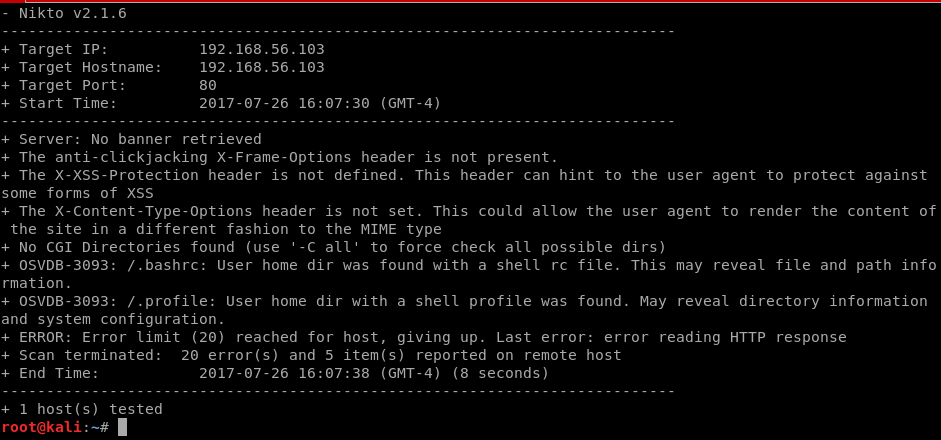 - Nikto v2.1.6
---------------------------------------------------------------------------
+ Target IP:          192.168.56.103
+ Target Hostname:    192.168.56.103
+ Target Port:        80
+ Start Time:         2017-07-26 16:07:30 (GMT-4)
---------------------------------------------------------------------------
+ Server: No banner retrieved
+ The anti-clickjacking X-Frame-Options header is not present.
+ The X-XSS-Protection header is not defined. This header can hint to the user agent to protect against
some forms of XSS
+ The X-Content-Type-Options header is not set. This could allow the user agent to render the content of
 the site in a different fashion to the MIME type
+ No CGI Directories found (use '-C all' to force check all possible dirs)
+ OSVDB-3093: /.bashrc: User home dir was found with a shell rc file. This may reveal file and path info
rmation.
+ OSVDB-3093: /.profile: User home dir with a shell profile was found. May reveal directory information
and system configuration.
+ ERROR: Error limit (20) reached for host, giving up. Last error: error reading HTTP response
+ Scan terminated:  20 error(s) and 5 item(s) reported on remote host
+ End Time:           2017-07-26 16:07:38 (GMT-4) (8 seconds)
---------------------------------------------------------------------------
+ 1 host(s) tested
root@kali:~#